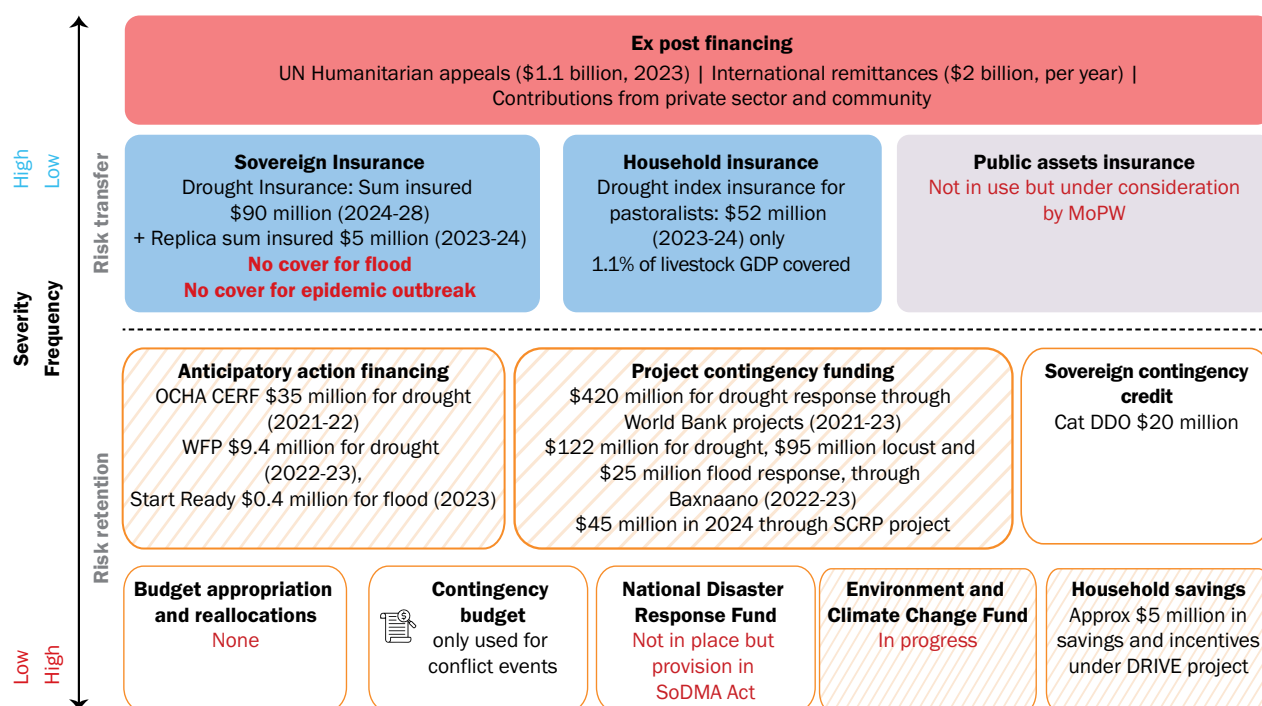 Ex post financing
UN Humanitarian appeals ($1.1 billion, 2023) | International remittances ($2 billion, per year) |
Contributions from private sector and community
High
Low
Risk transfer
Sovereign Insurance
Drought Insurance: Sum insured
$90 million (2024-28)
+ Replica sum insured $5 million (2023-24)
No cover for flood
No cover for epidemic outbreak
Household insurance
Drought index insurance for
pastoralists: $52 million
(2023-24) only
1.1% of livestock GDP covered
Public assets insurance
Not in use but under consideration
by MoPW
Severity
Frequency
Risk retention
Anticipatory action financing
OCHA CERF $35 million for drought
(2021-22)
WFP $9.4 million for drought
(2022-23),
Start Ready $0.4 million for flood (2023)
Project contingency funding
$420 million for drought response through
World Bank projects (2021-23)
$122 million for drought, $95 million locust and
$25 million flood response, through
Baxnaano (2022-23)
$45 million in 2024 through SCRP project
Sovereign contingency
credit
Cat DDO $20 million
Low
High
Budget appropriation
and reallocations
None
Contingency
budget
only used for
conflict events
National Disaster
Response Fund
Not in place but
provision in
SoDMA Act
Environment and
Climate Change Fund
In progress
Household savings
Approx $5 million in
savings and incentives
under DRIVE project